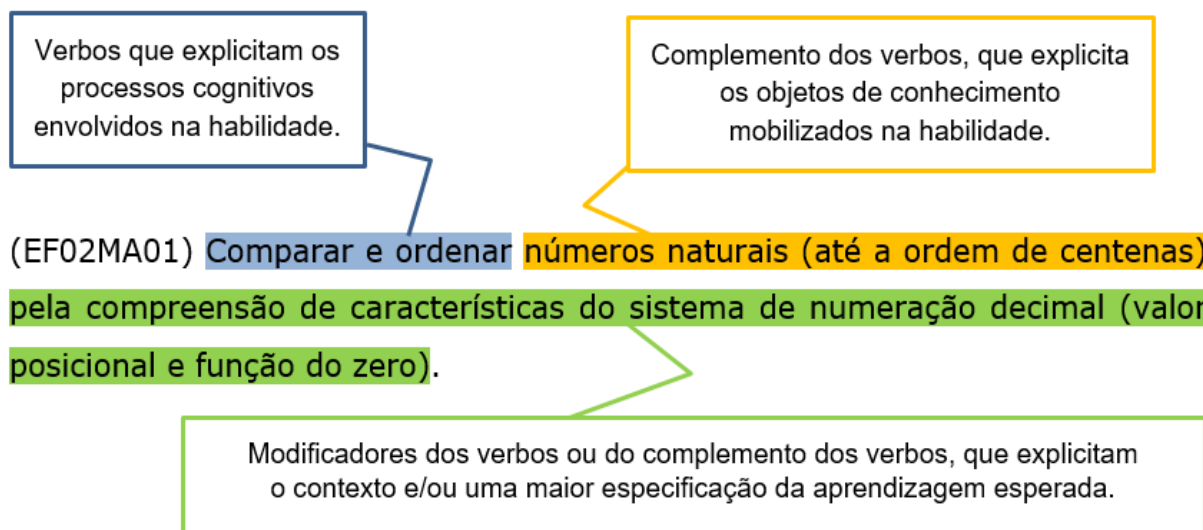 Verbos que explicitam os
processos cognitivos
envolvidos na habilidade.
Complemento dos verbos, que explicita
os objetos de conhecimento
mobilizados na habilidade.
(EF02MA01) Comparar e ordenar números naturais (até a ordem de centenas)
pela compreensão de características do sistema de numeração decimal (valor
posicional e função do zero).
Modificadores dos verbos ou do complemento dos verbos, que explicitam
o contexto e/ou uma maior especificação da aprendizagem esperada.